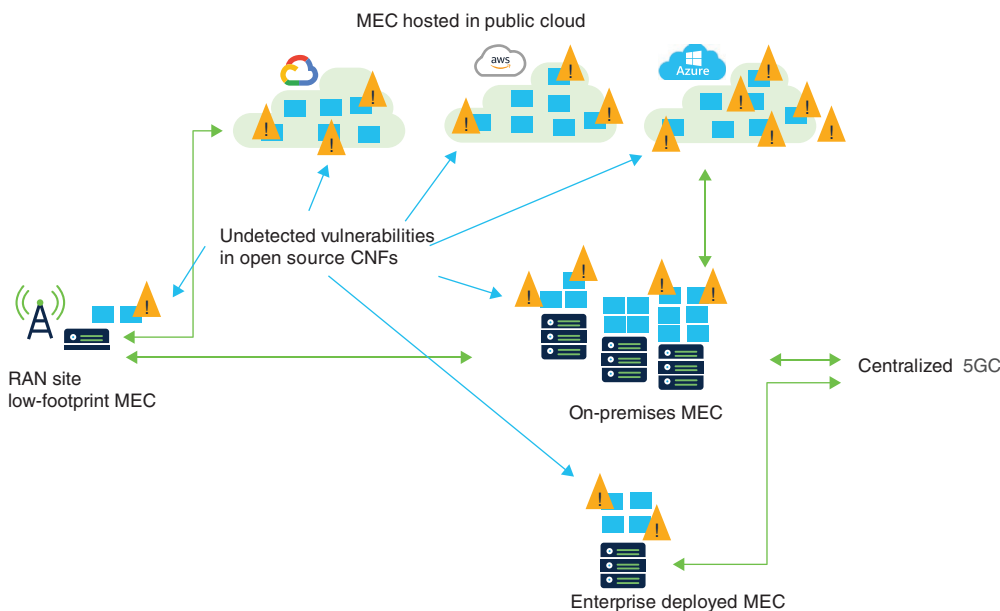 MEC hosted in public cloud
aws
Azure
!
!
!
!
!
!
!
!
!
!
!
Undetected vulnerabilities
in open source CNFs
!
!
!
!
!
RAN site
low-footprint MEC
Centralized 5GC
On-premises MEC
!
!
Enterprise deployed MEC